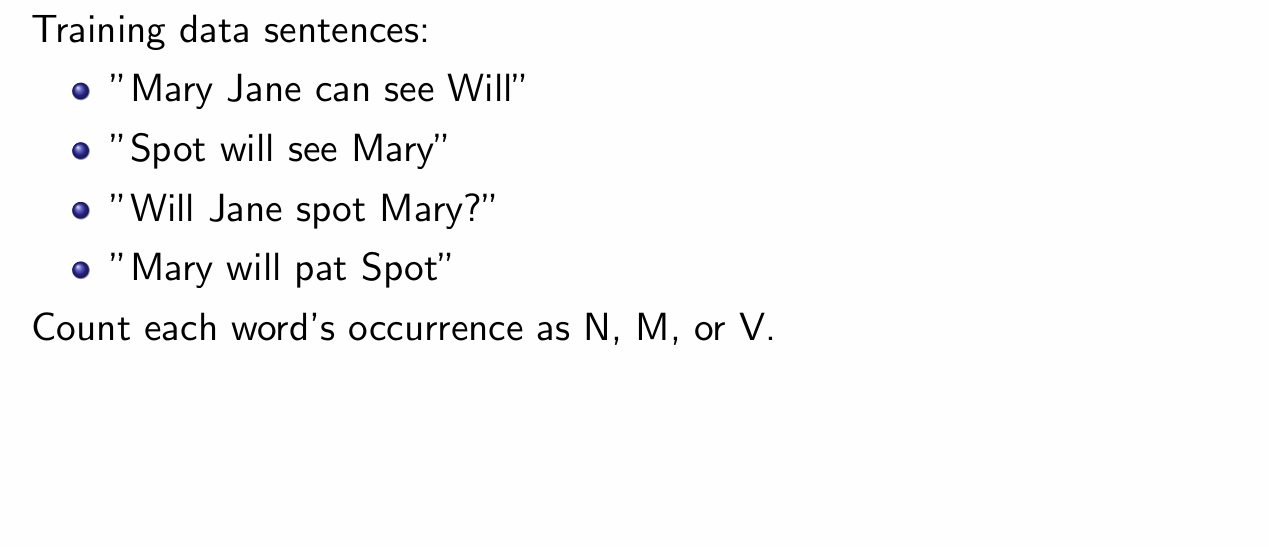 Training data sentences:
”Mary Jane can see Will”
”Spot will see Mary”
”Will Jane spot Mary?”
”Mary will pat Spot”
Count each word's occurrence as N, M, or V.